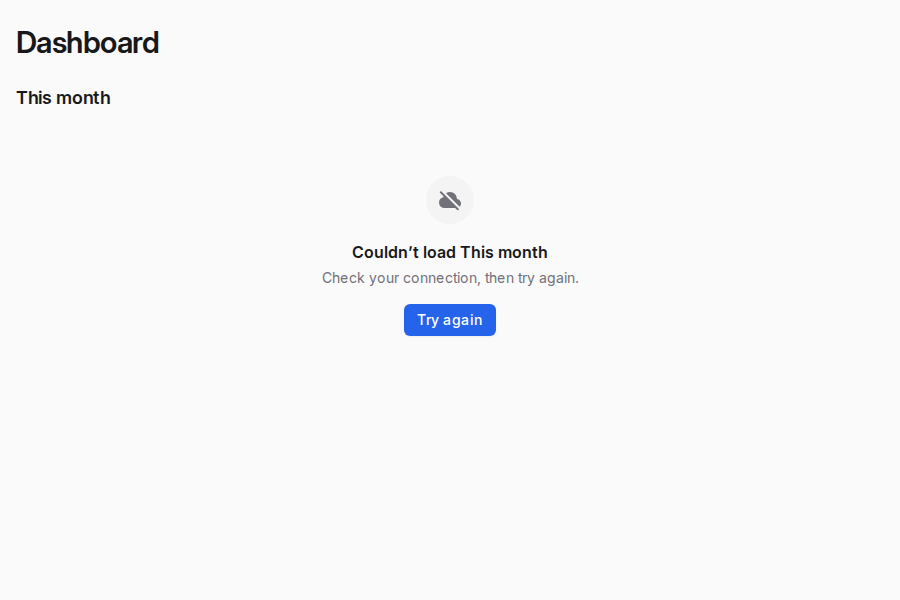 Dashboard
This month
Couldn’t load This month
Check your connection, then try again.
Try again